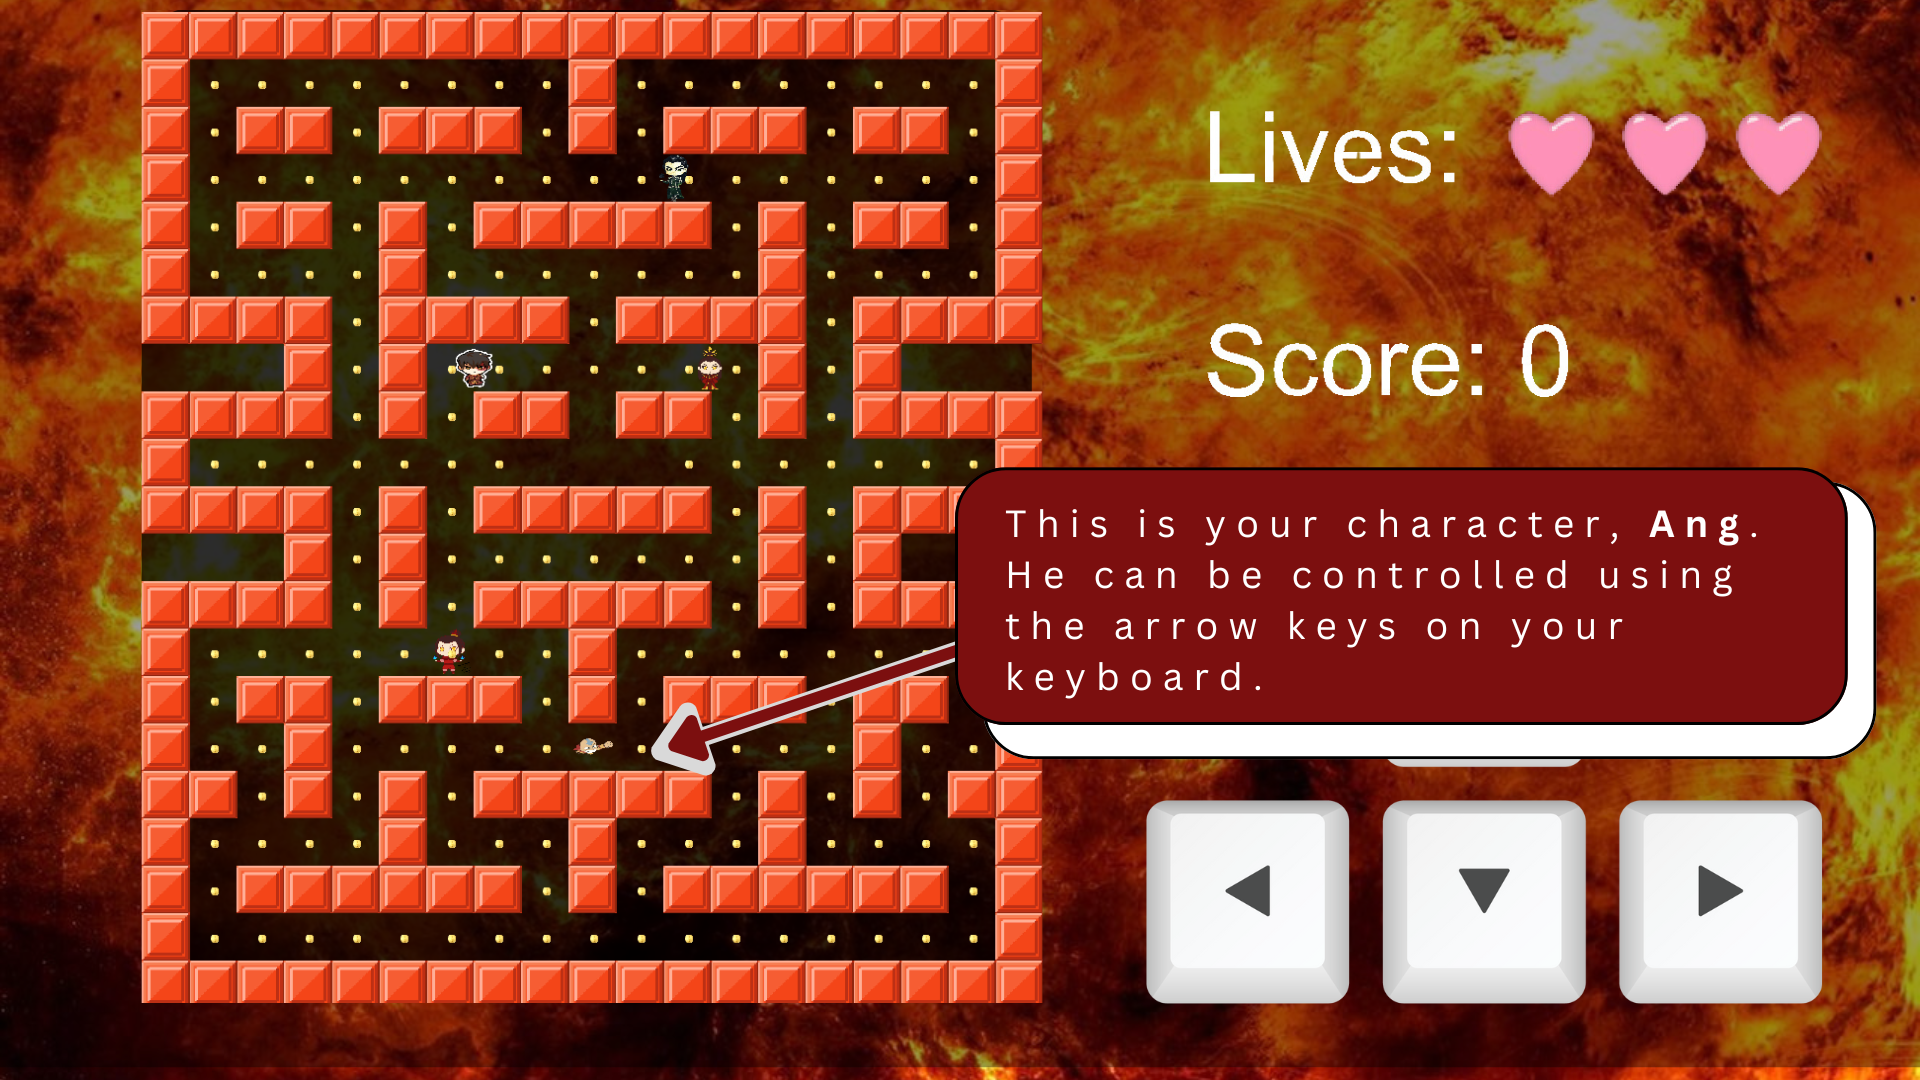 Lives:
Score: 0
This is your character, Ang.
He can be controlled using
the arrow keys on your
keyboard.